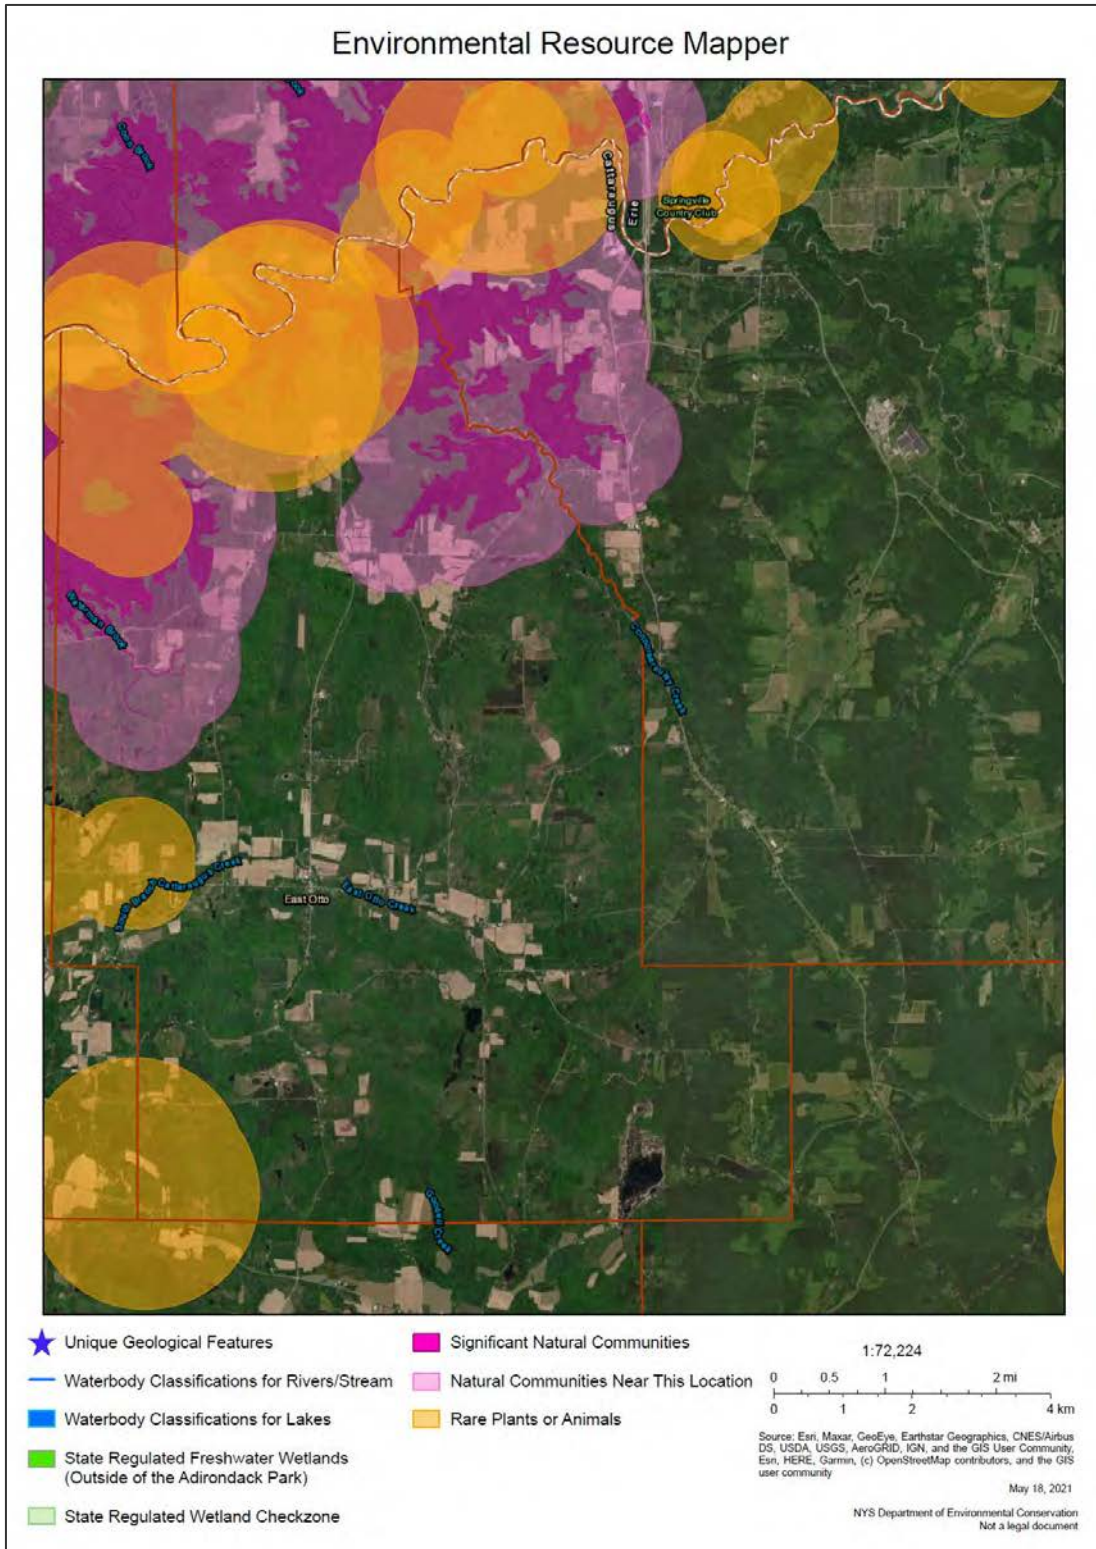 Environmental Resource Mapper
Brook
Cattaraugus
Erie
Springville
Country Club
South Branch Cattaraugus Creek
East Otto
East Otto Creek
Unique Geological Features
Waterbody Classifications for Rivers/Stream
Waterbody Classifications for Lakes
State Regulated Freshwater Wetlands
(Outside of the Adirondack Park)
State Regulated Wetland Checkzone
Significant Natural Communities
Natural Communities Near This Location
Rare Plants or Animals
1:72,224
0 0.5 1 2 mi
0 1 2 4 km
Source: Esri, Maxar, GeoEye, Earthstar Geographics, CNES/Airbus
DS, USDA, USGS, AeroGRID, IGN, and the GIS User Community,
Esri, HERE, Garmin, (c) OpenStreetMap contributors, and the GIS
user community
May 18, 2021
NYS Department of Environmental Conservation
Not a legal document